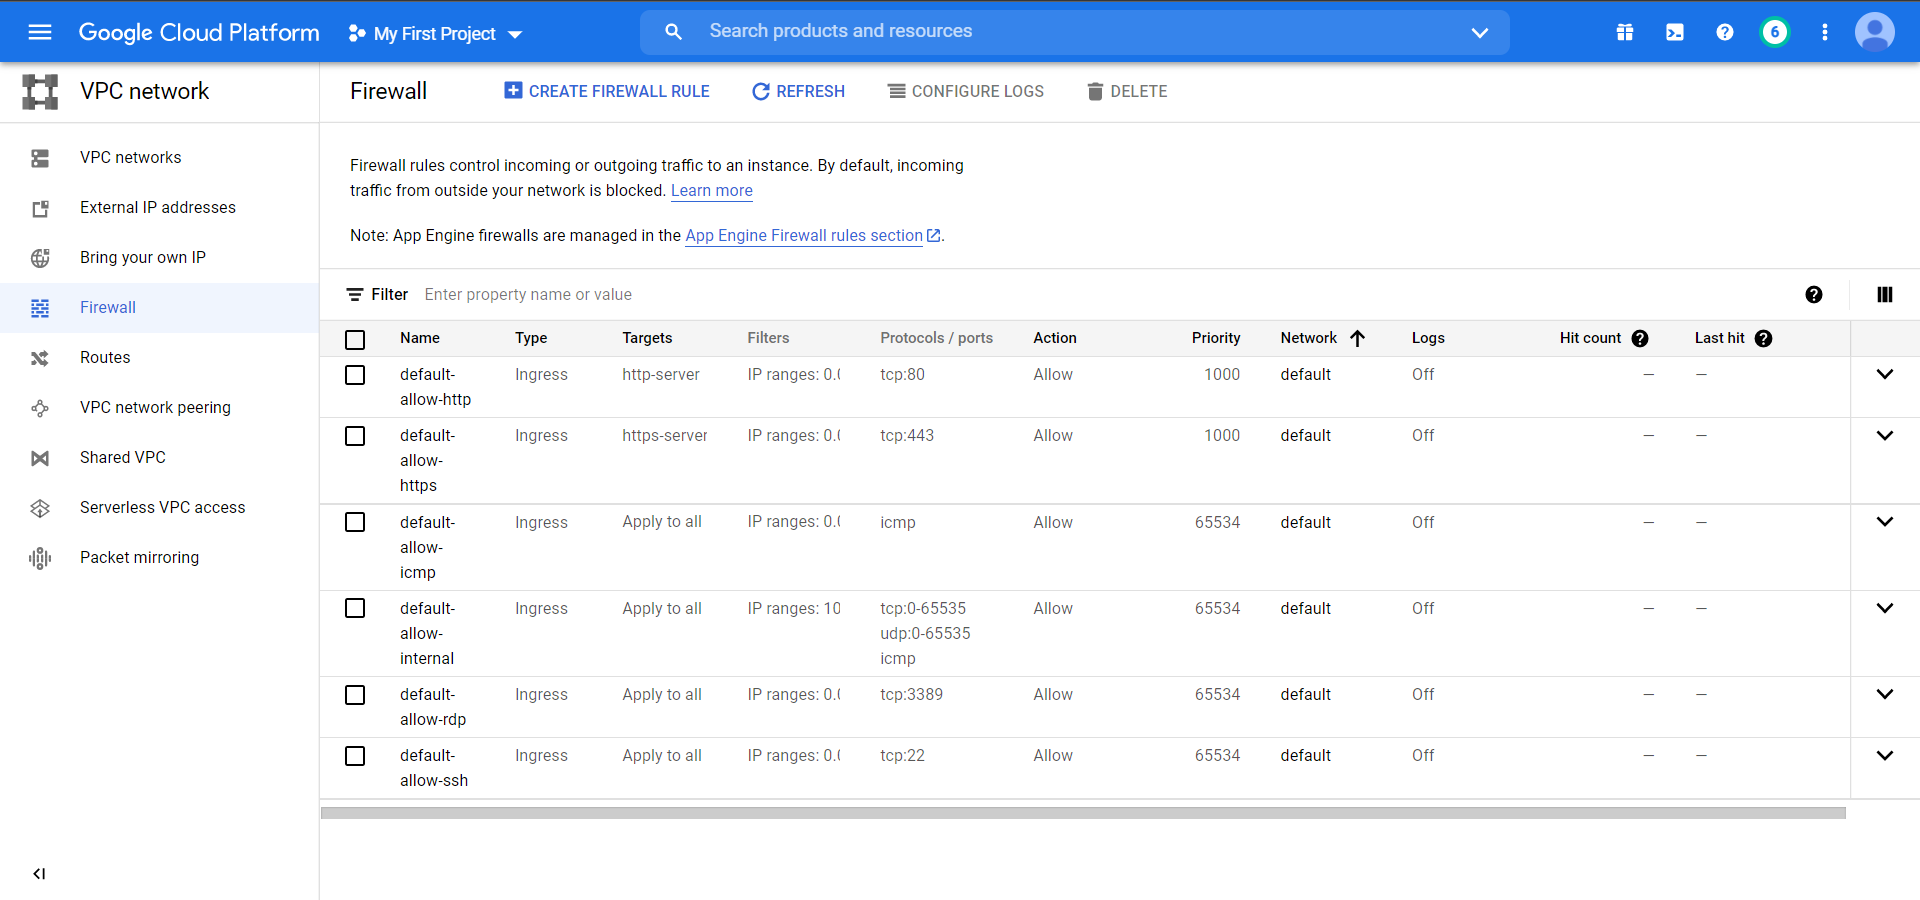 Google Cloud Platform
My First Project
Search products and resources
6
VPC network
Firewall
CREATE FIREWALL RULE
REFRESH
CONFIGURE LOGS
DELETE
VPC networks
External IP addresses
Bring your own IP
Firewall
Routes
VPC network peering
Shared VPC
Serverless VPC access
Packet mirroring
Firewall rules control incoming or outgoing traffic to an instance. By default, incoming
traffic from outside your network is blocked. Learn more
Note: App Engine firewalls are managed in the App Engine Firewall rules section.
Filter Enter property name or value
Name Type Targets Filters Protocols / ports Action Priority Network Logs Hit count Last hit
default- Ingress http-server IP ranges: 0.( tcp:80 Allow 1000 default Off — —
allow-http
default- Ingress https-server IP ranges: 0.( tcp:443 Allow 1000 default Off — —
allow-
https
default- Ingress Apply to all IP ranges: 0.( icmp Allow 65534 default Off — —
allow-
icmp
default- Ingress Apply to all IP ranges: 10 tcp:0-65535 Allow 65534 default Off — —
allow- udp:0-65535
internal icmp
default- Ingress Apply to all IP ranges: 0.( tcp:3389 Allow 65534 default Off — —
allow-rdp
default- Ingress Apply to all IP ranges: 0.( tcp:22 Allow 65534 default Off — —
allow-ssh